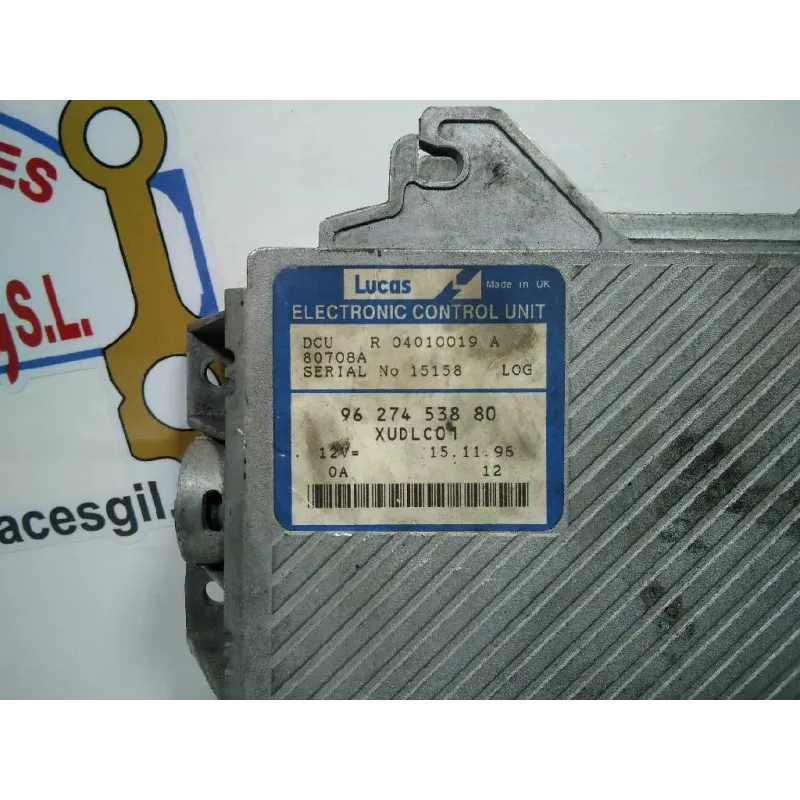 ES
y S.L.
acesgil.
Lucas Made in UK
ELECTRONIC CONTROL UNIT
DCU R 04010019 A
80708A
SERIAL No 15158 LOG
96 274 538 80
XUDLC01
12V= 15.11.96
0A 12